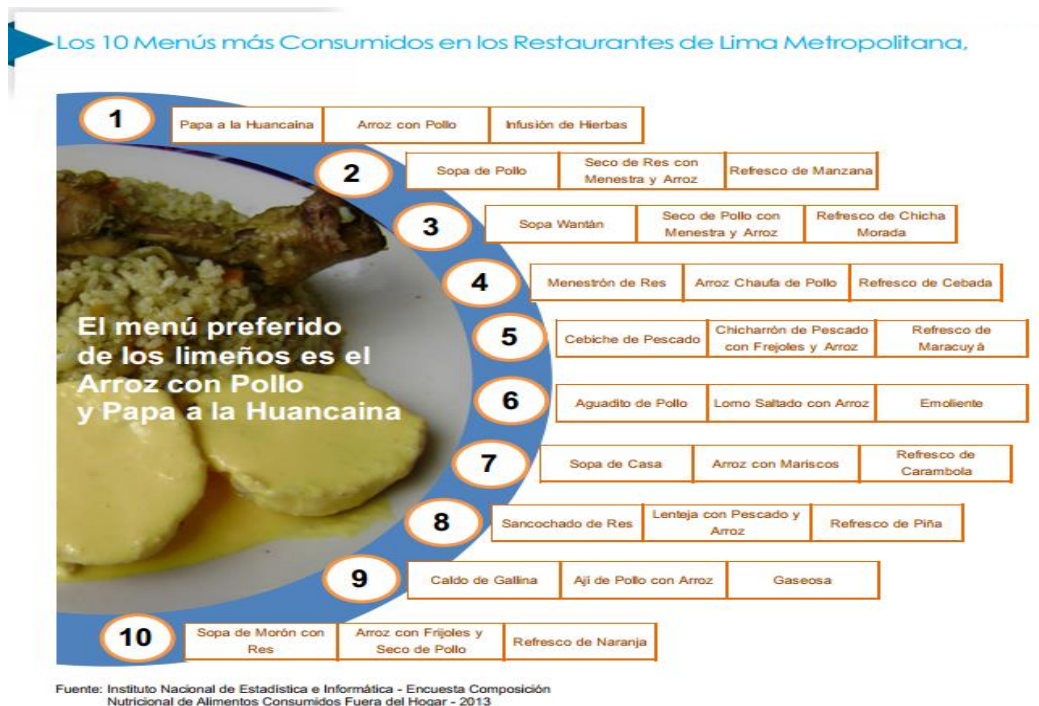 Los 10 Menús más Consumidos en los Restaurantes de Lima Metropolitana,
1
Papa a la Huancaina
Arroz con Pollo
Infusión de Hierbas
2
Sopa de Pollo
Seco de Res con
Menestra y Arroz
Refresco de Manzana
3
Sopa Wantán
Seco de Pollo con
Menestra y Arroz
Refresco de Chicha
Morada
4
Menestrón de Res
Arroz Chaufa de Pollo
Refresco de Cebada
5
Cebiche de Pescado
Chicharrón de Pescado
con Frejoles y Arroz
Refresco de
Maracuyá
El menú preferido
de los limeños es el
Arroz con Pollo
y Papa a la Huancaina
6
Aguadito de Pollo
Lomo Saltado con Arroz
Emoliente
7
Sopa de Casa
Arroz con Mariscos
Refresco de
Carambola
8
Sancochado de Res
Lenteja con Pescado y
Arroz
Refresco de Piña
9
Caldo de Gallina
Ají de Pollo con Arroz
Gaseosa
10
Sopa de Morón con
Res
Arroz con Frijoles y
Seco de Pollo
Refresco de Naranja
Fuente: Instituto Nacional de Estadística e Informática - Encuesta Composición
Nutricional de Alimentos Consumidos Fuera del Hogar - 2013